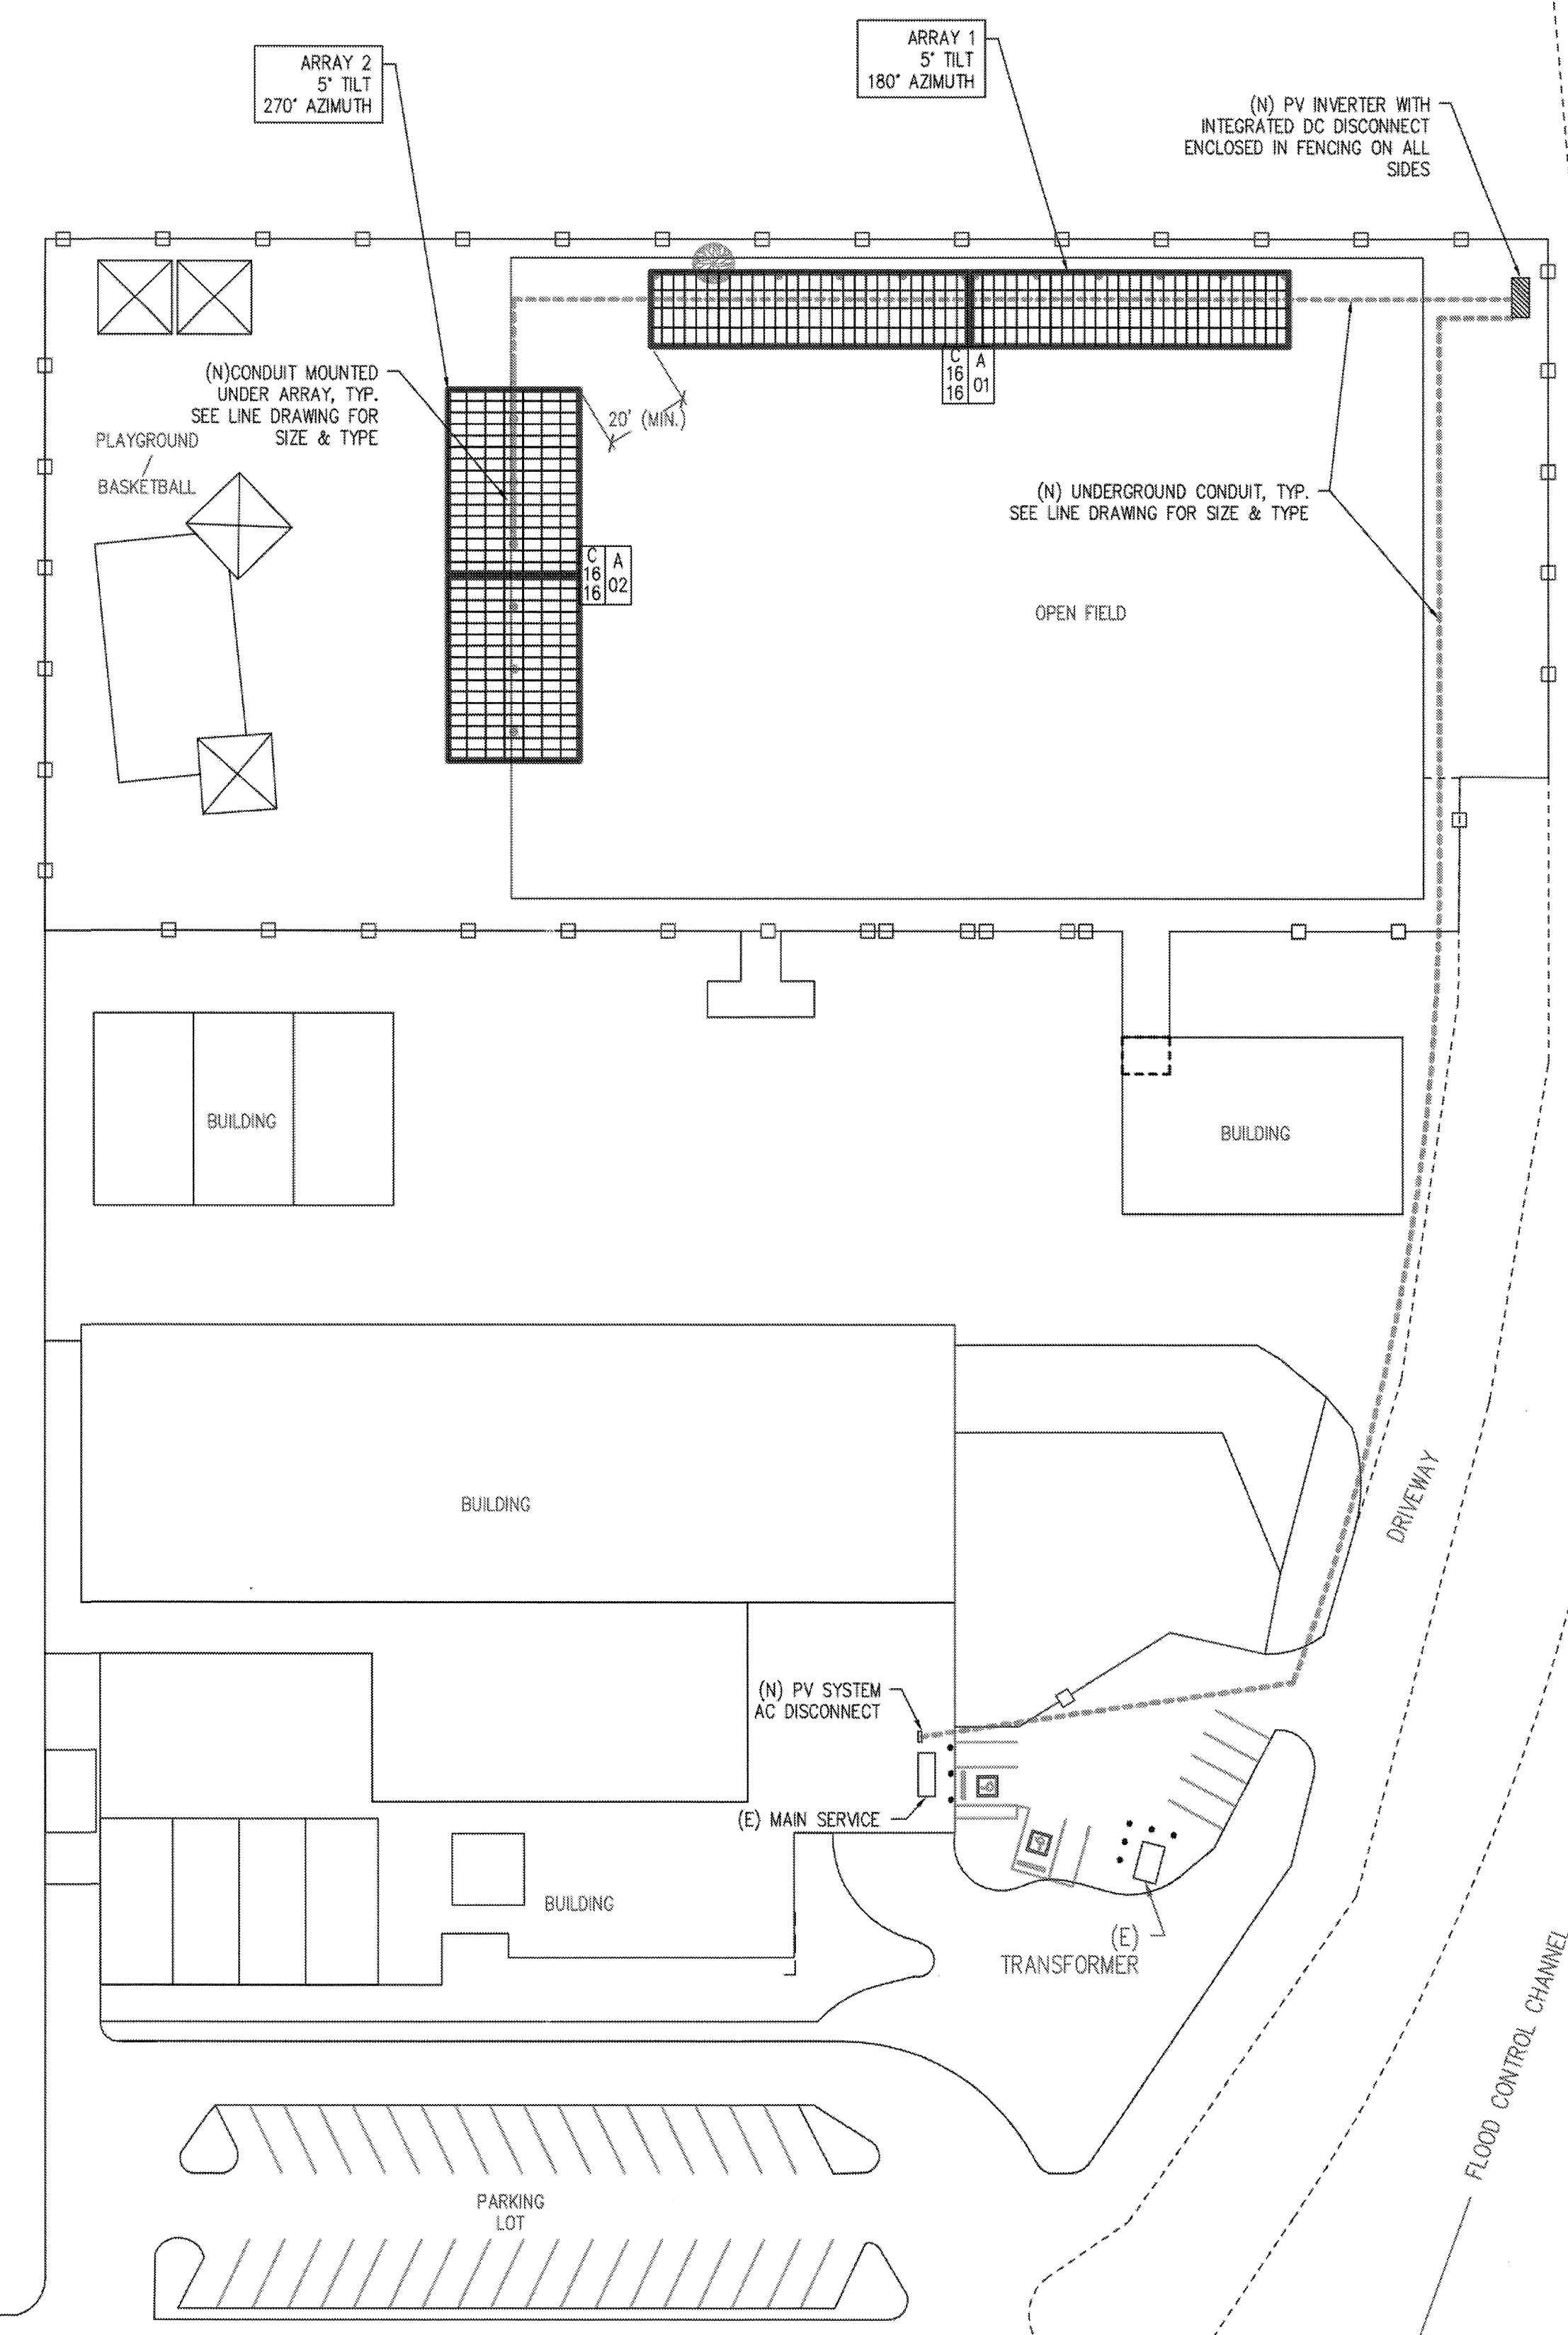 ARRAY 2
5° TILT
270° AZIMUTH
ARRAY 1
5° TILT
180° AZIMUTH
(N) PV INVERTER WITH
INTEGRATED DC DISCONNECT
ENCLOSED IN FENCING ON ALL
SIDES
(N)CONDUIT MOUNTED
UNDER ARRAY, TYP.
SEE LINE DRAWING FOR
SIZE & TYPE
C
16
16
A
01
20' (MIN.)
PLAYGROUND
/
BASKETBALL
(N) UNDERGROUND CONDUIT, TYP.
SEE LINE DRAWING FOR SIZE & TYPE
C
16
16
A
02
OPEN FIELD
BUILDING
BUILDING
BUILDING
DRIVEWAY
(N) PV SYSTEM
AC DISCONNECT
(E) MAIN SERVICE
BUILDING
(E)
TRANSFORMER
FLOOD CONTROL CHANNEL
PARKING
LOT